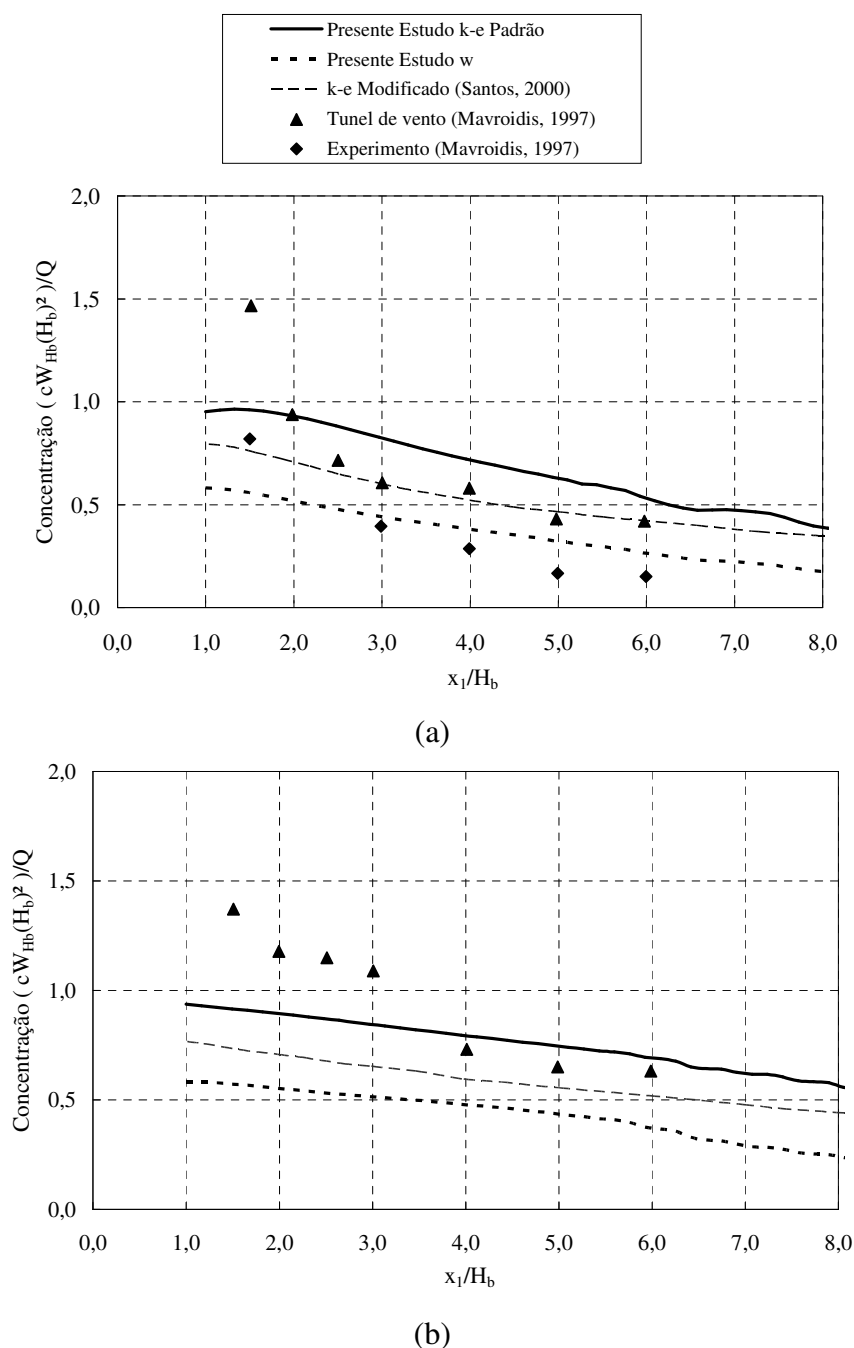 Presente Estudo k-e Padrão
Presente Estudo w
k-e Modificado (Santos, 2000)
Tunel de vento (Mavroidis, 1997)
Experimento (Mavroidis, 1997)
2,0
1,5
1,0
0,5
0,0
Concentração ( cW_Hb(H_b)² )/Q
0,0 1,0 2,0 3,0 4,0 5,0 6,0 7,0 8,0
x₁/H_b
(a)
2,0
1,5
1,0
0,5
0,0
Concentração ( cW_Hb(H_b)² )/Q
0,0 1,0 2,0 3,0 4,0 5,0 6,0 7,0 8,0
x₁/H_b
(b)